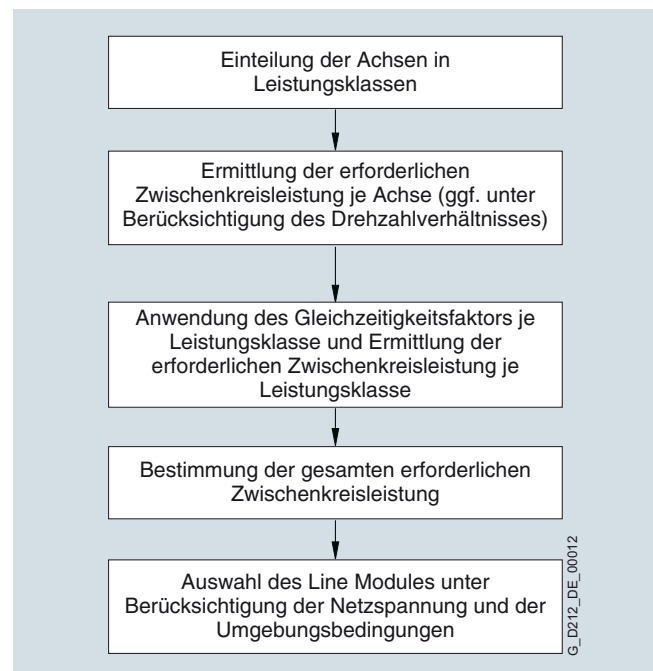 Einteilung der Achsen in
Leistungsklassen
Ermittlung der erforderlichen
Zwischenkreisleistung je Achse (ggf. unter
Berücksichtigung des Drehzahlverhältnisses)
Anwendung des Gleichzeitigkeitsfaktors je
Leistungsklasse und Ermittlung der
erforderlichen Zwischenkreisleistung je
Leistungsklasse
Bestimmung der gesamten erforderlichen
Zwischenkreisleistung
Auswahl des Line Modules unter
Berücksichtigung der Netzspannung und der
Umgebungsbedingungen
G_D212_DE_00012